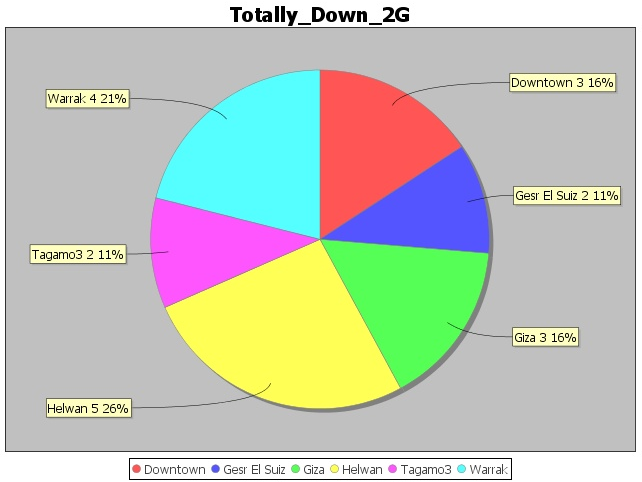 Totally_Down_2G
Downtown 3 16%
Warrak 4 21%
Gesr El Suiz 2 11%
Tagamo3 2 11%
Giza 3 16%
Helwan 5 26%
Downtown Gesr El Suiz Giza Helwan Tagamo3 Warrak